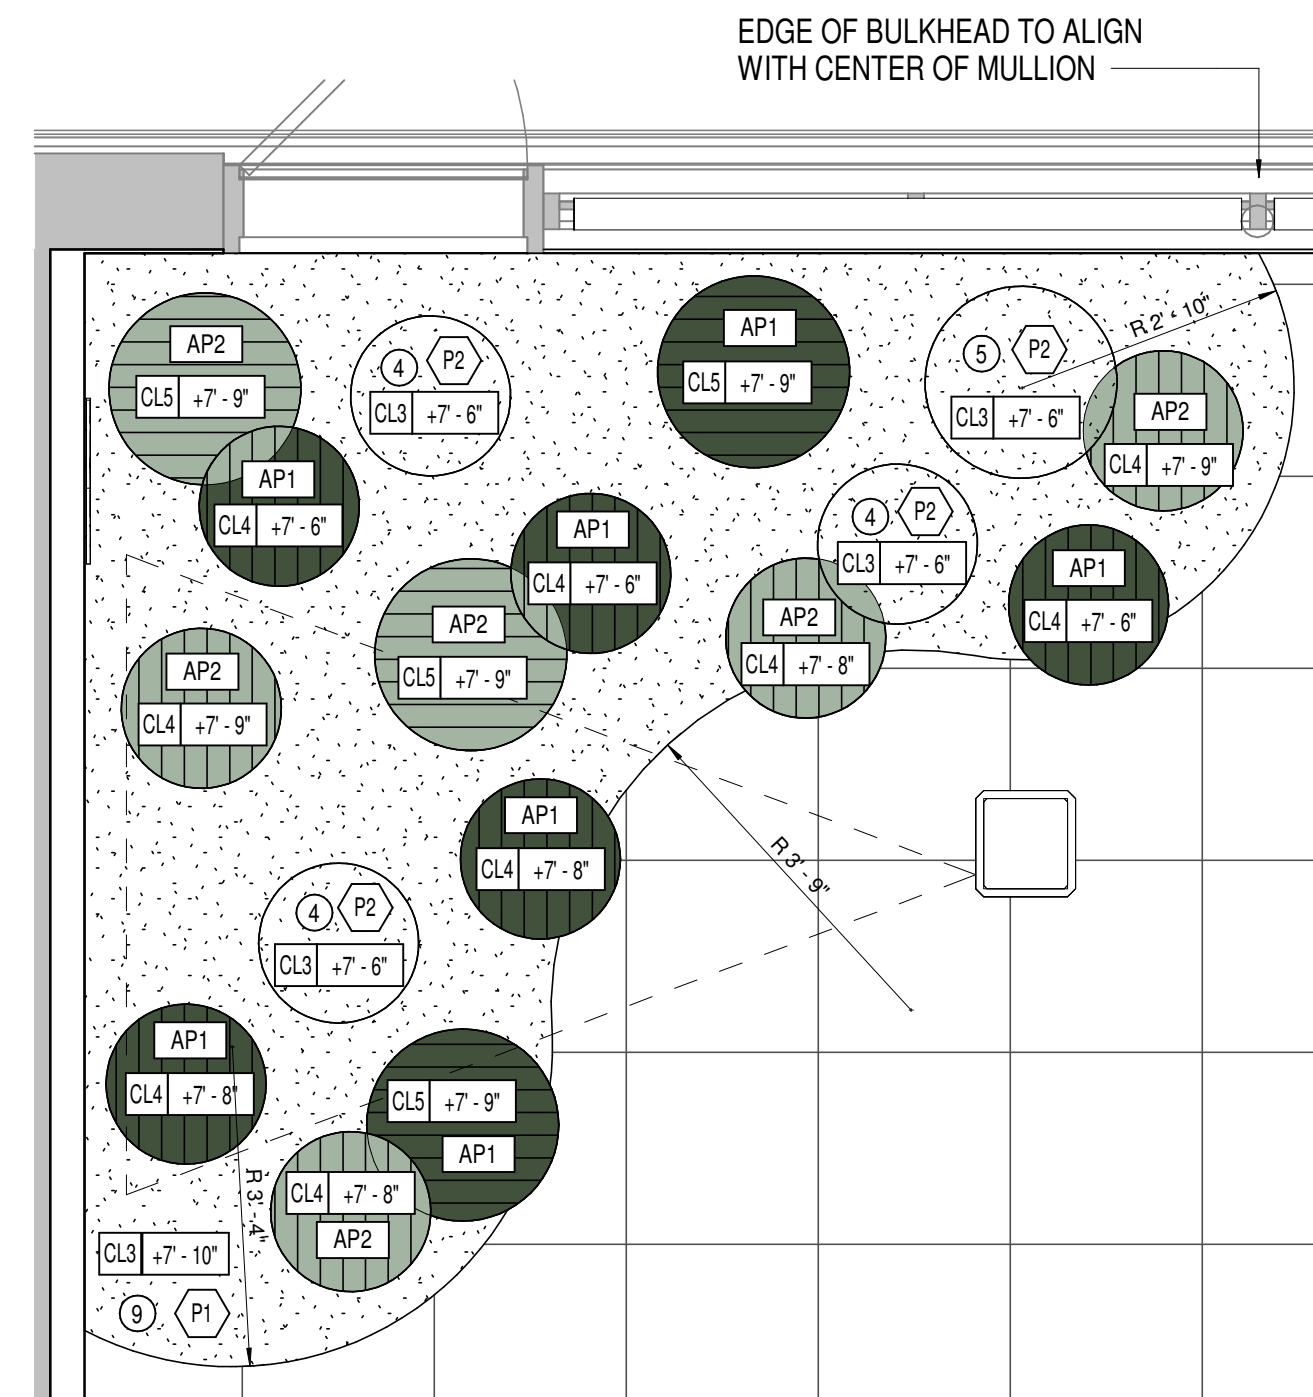 EDGE OF BULKHEAD TO ALIGN
WITH CENTER OF MULLION
AP2
CL5 +7' - 9"
4 P2
CL3 +7' - 6"
AP1
CL5 +7' - 9"
5 P2
CL3 +7' - 6"
R 2' - 10"
AP2
CL4 +7' - 9"
AP1
CL4 +7' - 6"
AP1
CL4 +7' - 6"
4 P2
CL3 +7' - 6"
AP1
CL4 +7' - 6"
AP2
CL5 +7' - 9"
AP2
CL4 +7' - 8"
AP2
CL4 +7' - 9"
AP1
CL4 +7' - 8"
R 3' - 9"
4 P2
CL3 +7' - 6"
AP1
CL4 +7' - 8"
CL5 +7' - 9"
AP1
R 3' - 4"
CL4 +7' - 8"
AP2
CL3 +7' - 10"
9 P1